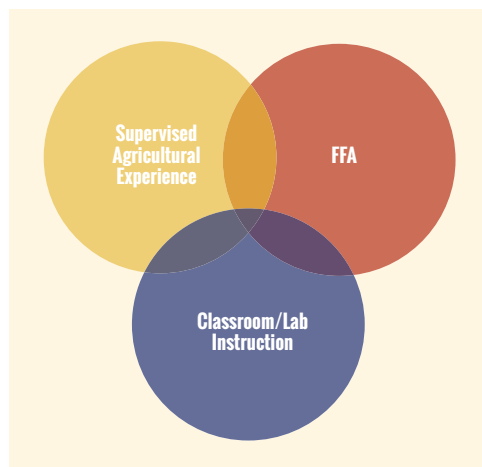 Supervised
Agricultural
Experience
FFA
Classroom/Lab
Instruction